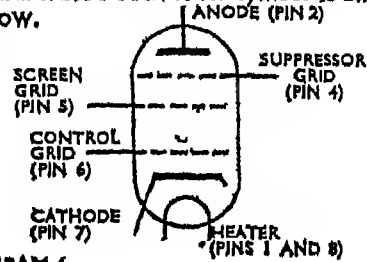 ANODE (PIN 2)
OW.
SCREEN
GRID
(PIN 5)
SUPPRESSOR
GRID
(PIN 4)
CONTROL
GRID
(PIN 6)
CATHODE
(PIN 7)
HEATER
(PINS 1 AND 8)